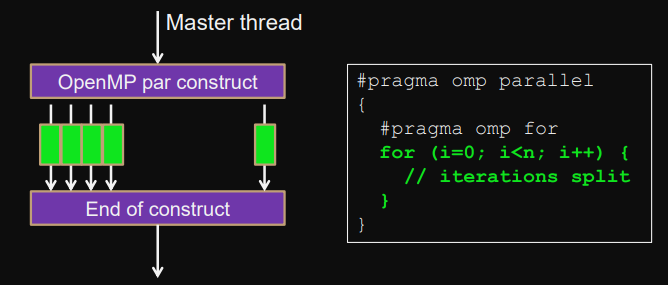 Master thread
OpenMP par construct
End of construct
#pragma omp parallel
{
#pragma omp for
for (i=0; i<n; i++) {
// iterations split
}
}